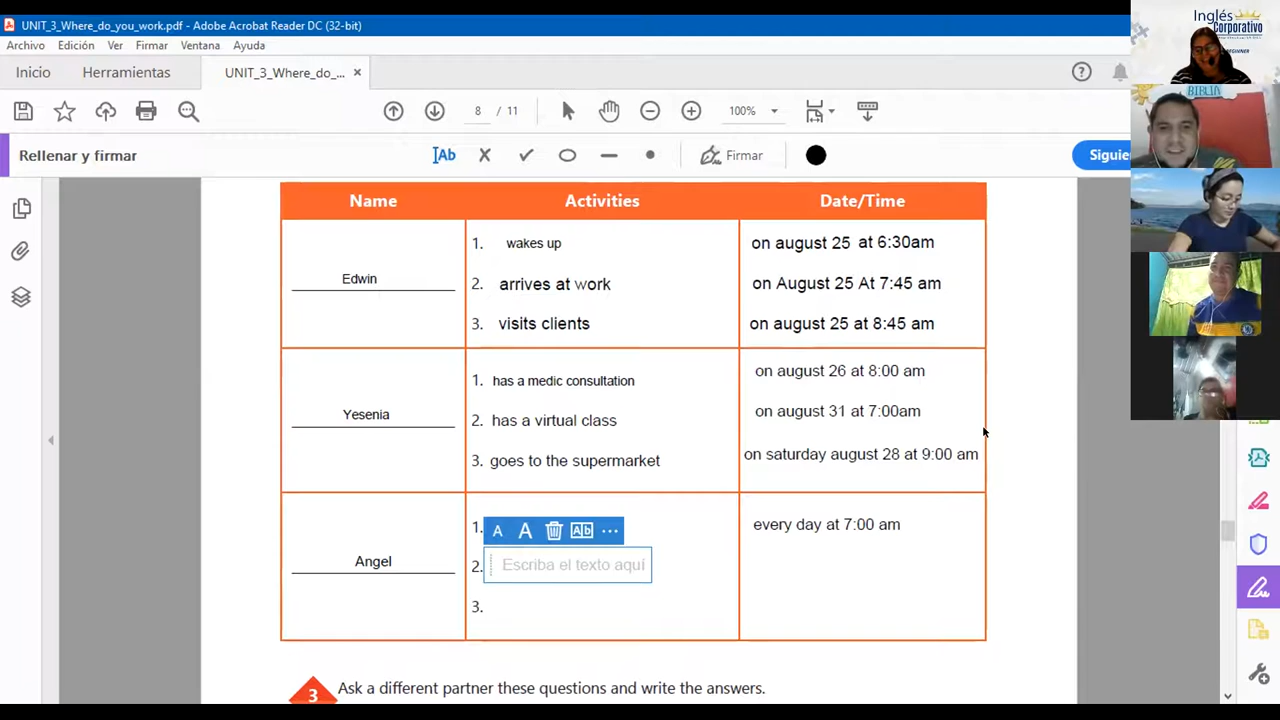 UNIT_3_Where_do_you_work.pdf - Adobe Acrobat Reader DC (32-bit)
Archivo Edición Ver Firmar Ventana Ayuda
Inicio Herramientas UNIT_3_Where_do_... ×
8 / 11 100%
Rellenar y firmar Ab Firmar Siguie
Inglés
Corporativo
BEGINNER
BIBLIA
Name Activities Date/Time
Edwin
1. wakes up on august 25 at 6:30am
2. arrives at work on August 25 At 7:45 am
3. visits clients on august 25 at 8:45 am
Yesenia
1. has a medic consultation on august 26 at 8:00 am
2. has a virtual class on august 31 at 7:00am
3. goes to the supermarket on saturday august 28 at 9:00 am
Angel
1. A A Ab ... every day at 7:00 am
2. Escriba el texto aquí
3.
3 Ask a different partner these questions and write the answers.